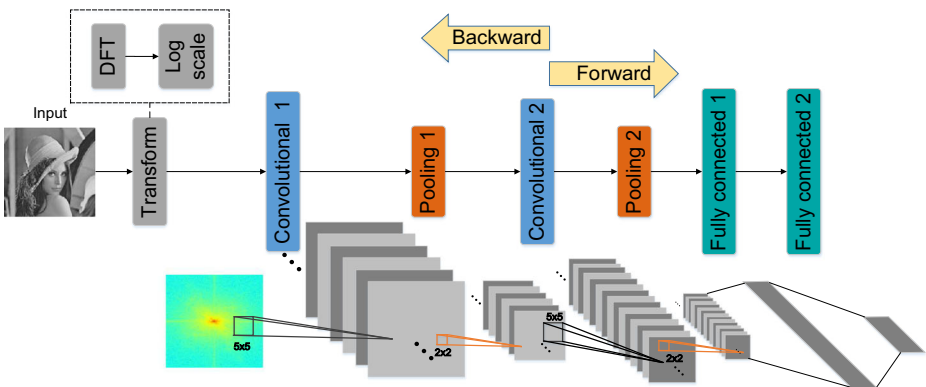 DFT
Log
scale
Backward
Forward
Input
Transform
Convolutional 1
Pooling 1
Convolutional 2
Pooling 2
Fully connected 1
Fully connected 2
5x5
2x2
5x5
2x2